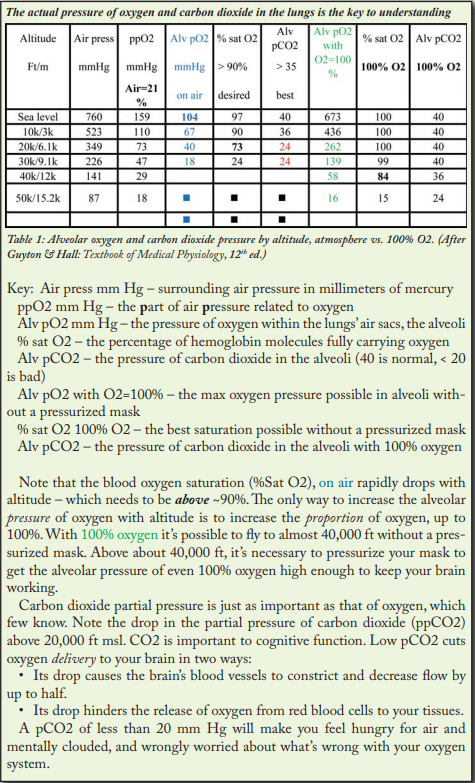 The actual pressure of oxygen and carbon dioxide in the lungs is the key to understanding
Altitude Air press ppO2 Alv pO2 % sat O2 Alv pCO2 Alv pO2 with O2=100 % % sat O2 Alv pCO2
Ft/m mmHg mmHg mmHg > 90% > 35 100% O2 100% O2
Air=21 % on air desired best
Sea level 760 159 104 97 40 673 100 40
10k/3k 523 110 67 90 36 436 100 40
20k/6.1k 349 73 40 73 24 262 100 40
30k/9.1k 226 47 18 24 24 139 99 40
40k/12k 141 29 58 84 36
50k/15.2k 87 18 ■ ■ ■ 16 15 24
■ ■ ■
Table 1: Alveolar oxygen and carbon dioxide pressure by altitude, atmosphere vs. 100% O2. (After
Guyton & Hall: Textbook of Medical Physiology, 12th ed.)
Key: Air press mm Hg – surrounding air pressure in millimeters of mercury
ppO2 mm Hg – the part of air pressure related to oxygen
Alv pO2 mm Hg – the pressure of oxygen within the lungs' air sacs, the alveoli
% sat O2 – the percentage of hemoglobin molecules fully carrying oxygen
Alv pCO2 – the pressure of carbon dioxide in the alveoli (40 is normal, < 20
is bad)
Alv pO2 with O2=100% – the max oxygen pressure possible in alveoli with-
out a pressurized mask
% sat O2 100% O2 – the best saturation possible without a pressurized mask
Alv pCO2 – the pressure of carbon dioxide in the alveoli with 100% oxygen
Note that the blood oxygen saturation (%Sat O2), on air rapidly drops with
altitude – which needs to be above ~90%. The only way to increase the alveolar
pressure of oxygen with altitude is to increase the proportion of oxygen, up to
100%. With 100% oxygen it's possible to fly to almost 40,000 ft without a pres-
surized mask. Above about 40,000 ft, it's necessary to pressurize your mask to
get the alveolar pressure of even 100% oxygen high enough to keep your brain
working.
Carbon dioxide partial pressure is just as important as that of oxygen, which
few know. Note the drop in the partial pressure of carbon dioxide (ppCO2)
above 20,000 ft msl. CO2 is important to cognitive function. Low pCO2 cuts
oxygen delivery to your brain in two ways:
• Its drop causes the brain's blood vessels to constrict and decrease flow by
up to half.
• Its drop hinders the release of oxygen from red blood cells to your tissues.
A pCO2 of less than 20 mm Hg will make you feel hungry for air and
mentally clouded, and wrongly worried about what's wrong with your oxygen
system.